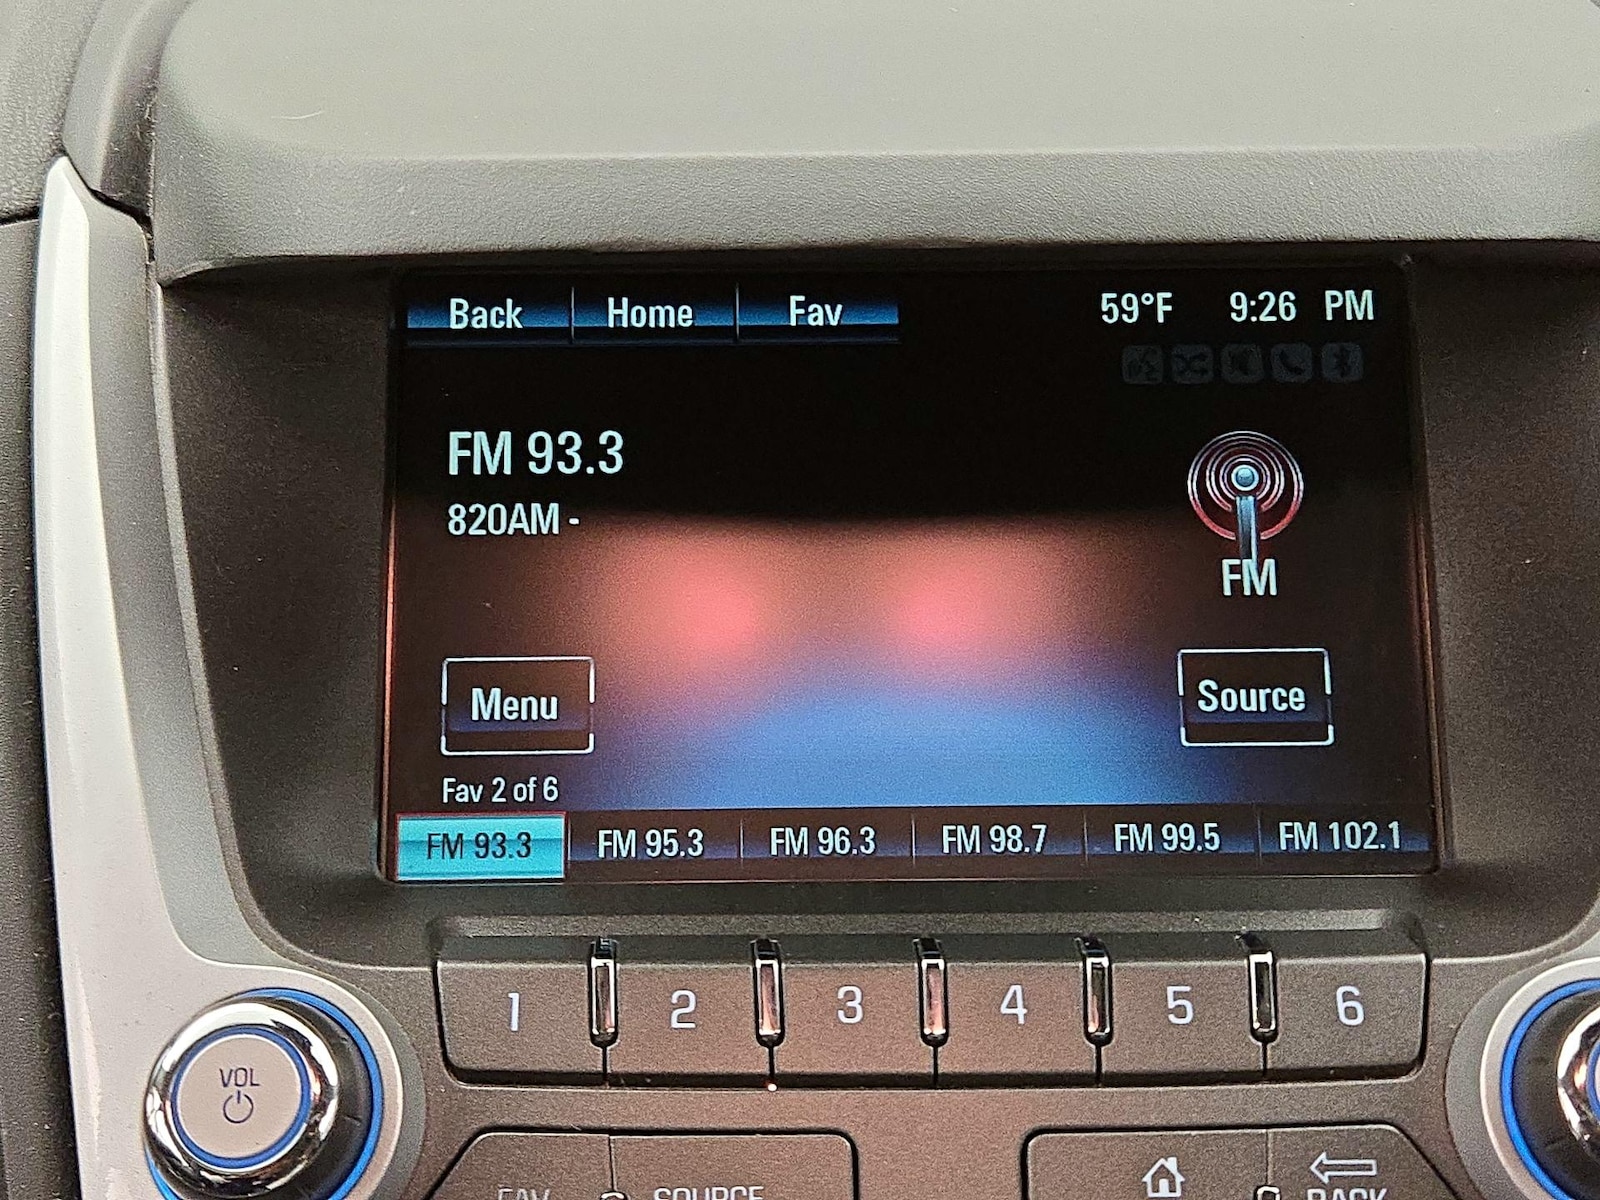 Back Home Fav 59°F 9:26 PM
FM 93.3
820AM -
FM
Menu
Source
Fav 2 of 6
FM 93.3 FM 95.3 FM 96.3 FM 98.7 FM 99.5 FM 102.1
1 2 3 4 5 6
VOL
FAV SOURCE BACK